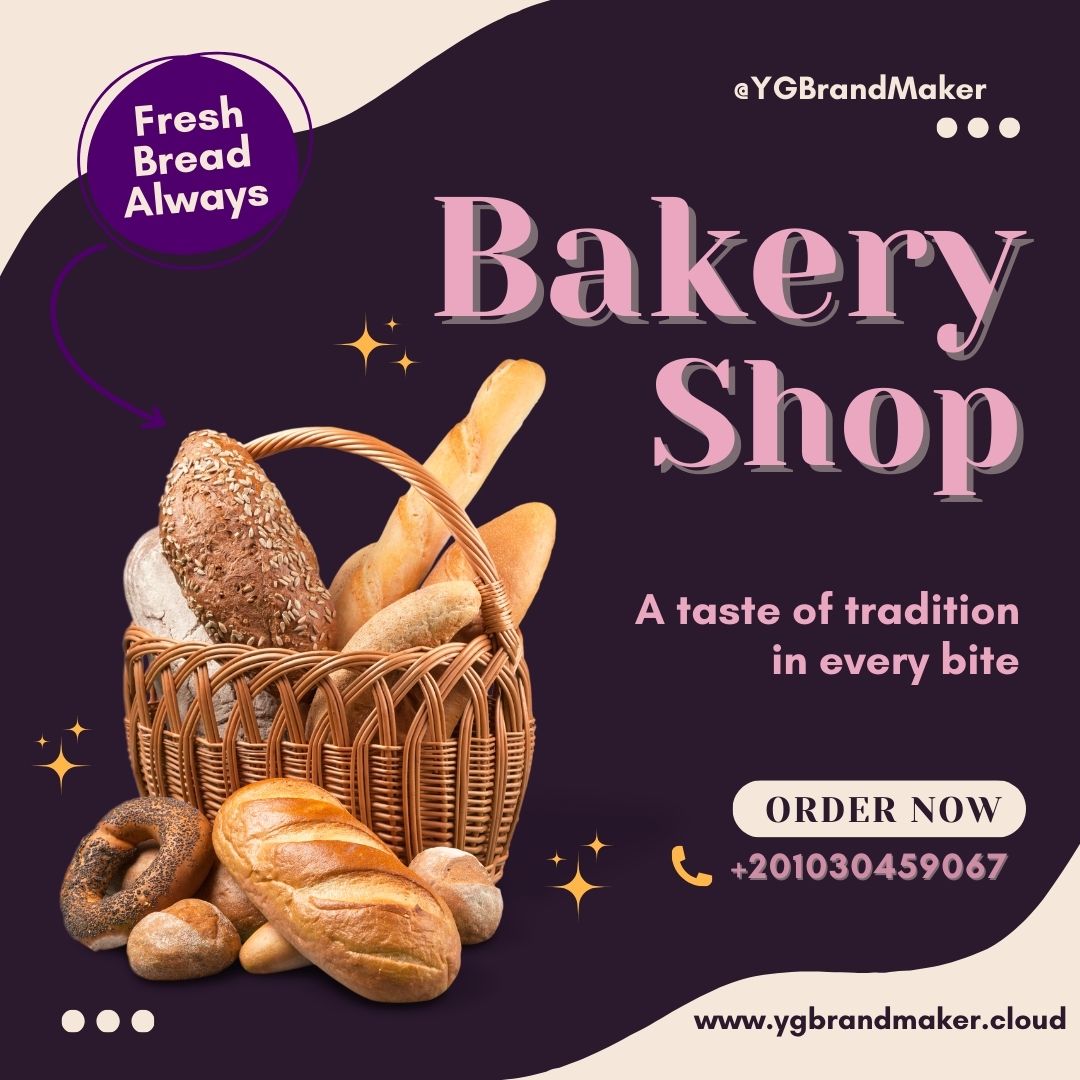 Fresh
Bread
Always
@YGBrandMaker
Bakery
Shop
A taste of tradition
in every bite
ORDER NOW
+201030459067
www.ygbrandmaker.cloud